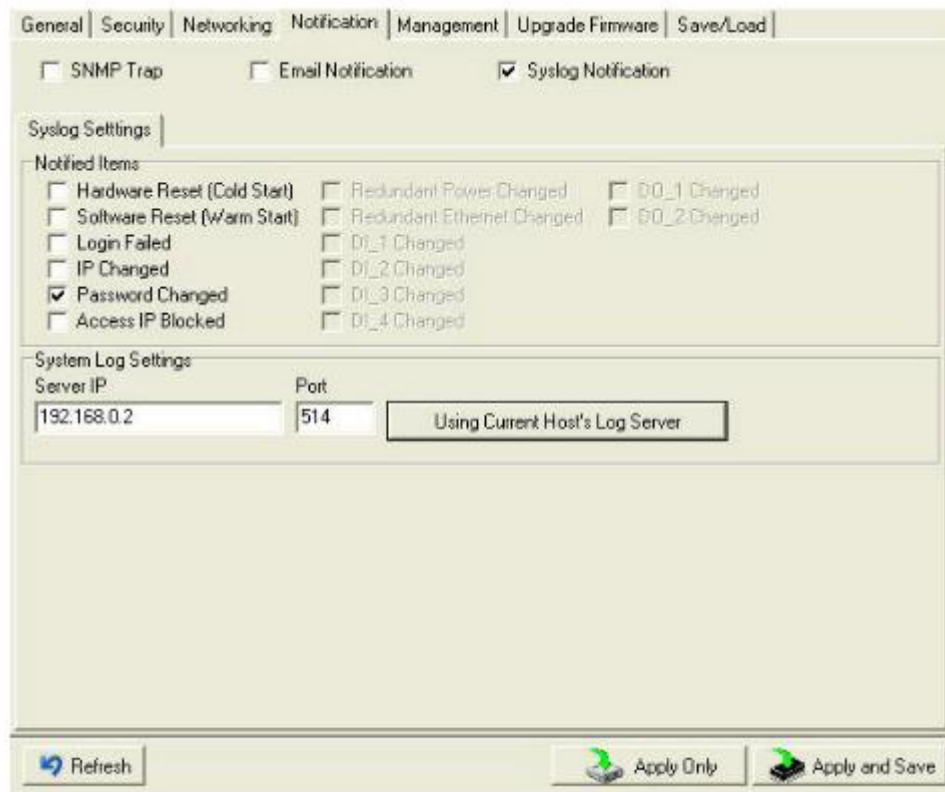 General Security Networking Notification Management Upgrade Firmware Save/Load
SNMP Trap Email Notification Syslog Notification
Syslog Setttings
Notified Items
Hardware Reset (Cold Start) Redundant Power Changed DO_1 Changed
Software Reset (Warm Start) Redundant Ethernet Changed DO_2 Changed
Login Failed DI_1 Changed
IP Changed DI_2 Changed
Password Changed DI_3 Changed
Access IP Blocked DI_4 Changed
System Log Settings
Server IP Port
192.168.0.2 514 Using Current Host's Log Server
Refresh Apply Only Apply and Save